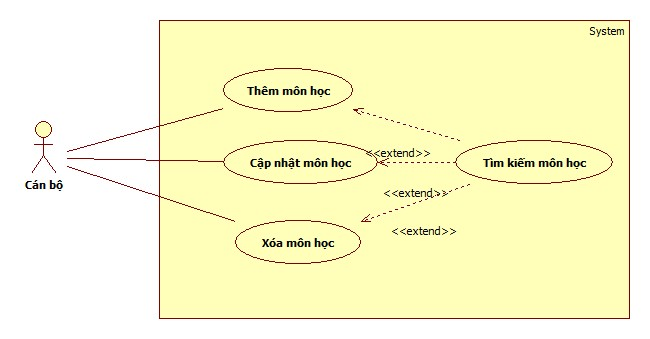 System
Thêm môn học
<<extend>>
Cập nhật môn học
Tìm kiếm môn học
Cán bộ
<<extend>>
<<extend>>
Xóa môn học